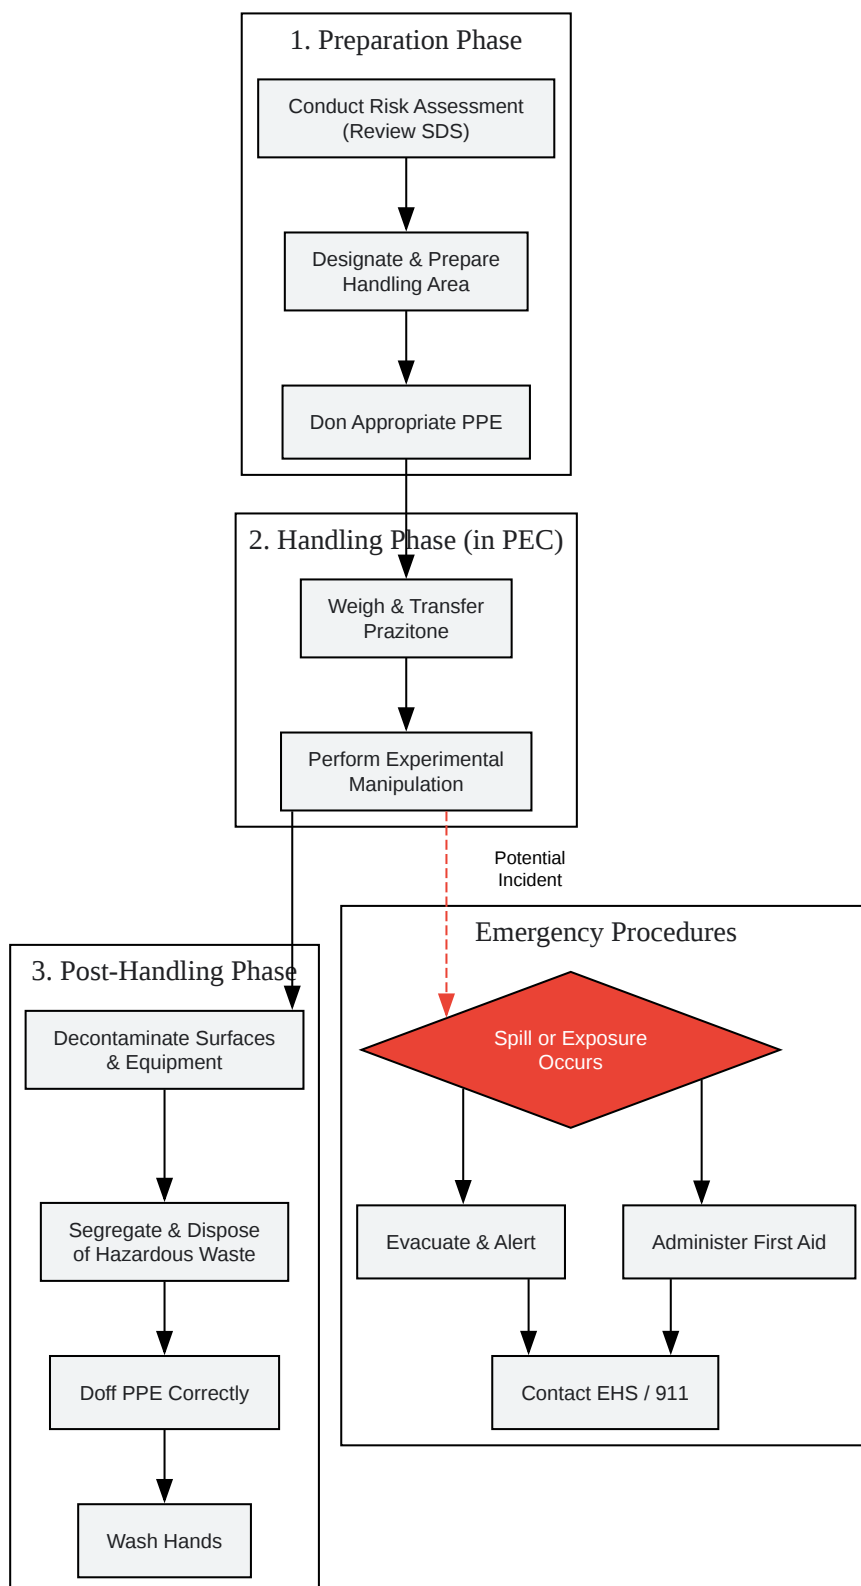 1. Preparation Phase
Conduct Risk Assessment
(Review SDS)
Designate & Prepare
Handling Area
Don Appropriate PPE
2. Handling Phase (in PEC)
Weigh & Transfer
Prazitone
Perform Experimental
Manipulation
Potential
Incident
3. Post-Handling Phase
Decontaminate Surfaces
& Equipment
Segregate & Dispose
of Hazardous Waste
Doff PPE Correctly
Wash Hands
Emergency Procedures
Spill or Exposure
Occurs
Evacuate & Alert
Administer First Aid
Contact EHS / 911